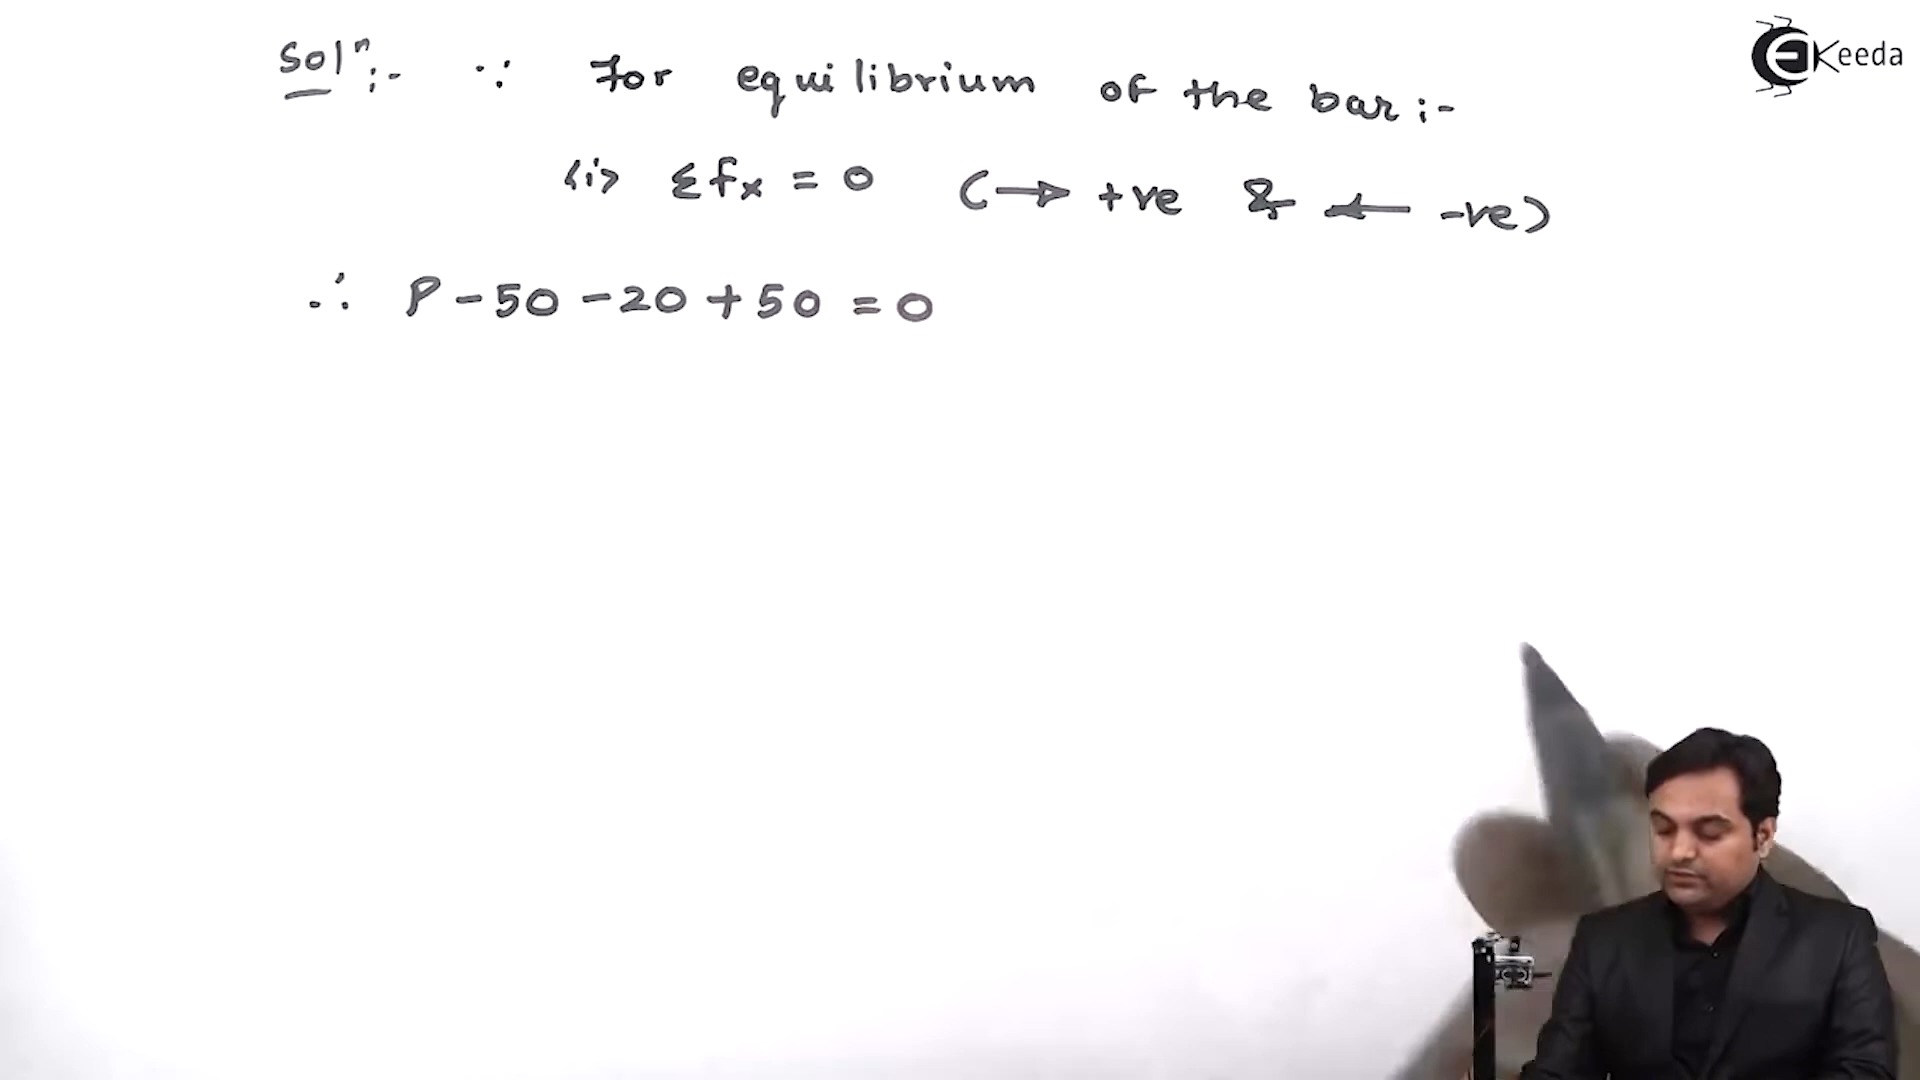 Solⁿ:- ∵ For equilibrium of the bar:-
EKeeda
<i> Σfx = 0 (→ +ve & ← -ve)
∴ P - 50 - 20 + 50 = 0